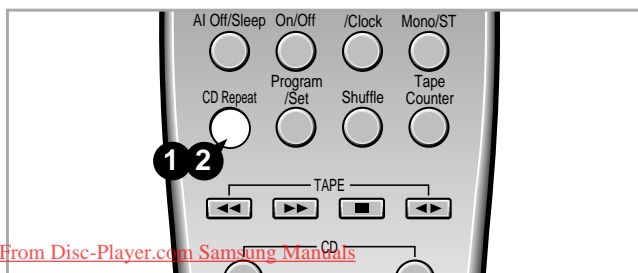 AI Off/Sleep On/Off /Clock Mono/ST
CD Repeat Program /Set Shuffle Tape Counter
1 2
TAPE
CD
From Disc-Player.com Samsung Manuals